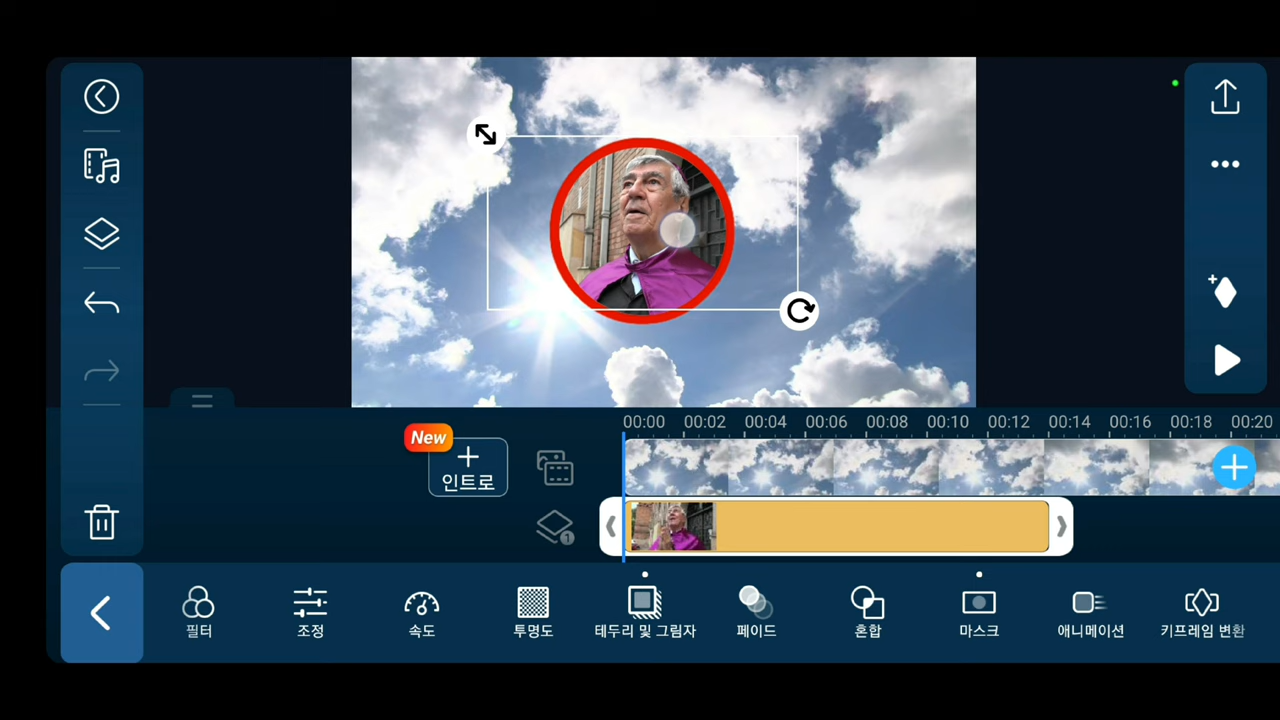 00:00 00:02 00:04 00:06 00:08 00:10 00:12 00:14 00:16 00:18 00:20
New
인트로
1
필터 조정 속도 투명도 테두리 및 그림자 페이드 혼합 마스크 애니메이션 키프레임 변환